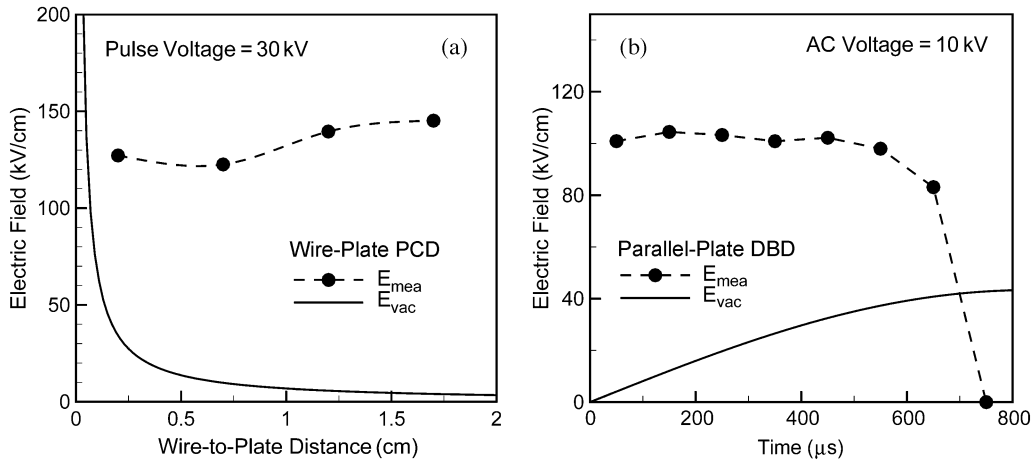 Pulse Voltage = 30 kV
(a)
Electric Field (kV/cm)
200
150
100
50
0
Wire-Plate PCD
E_mea
E_vac
0 0.5 1 1.5 2
Wire-to-Plate Distance (cm)
(b)
AC Voltage = 10 kV
Electric Field (kV/cm)
120
80
40
0
Parallel-Plate DBD
E_mea
E_vac
0 200 400 600 800
Time (μs)